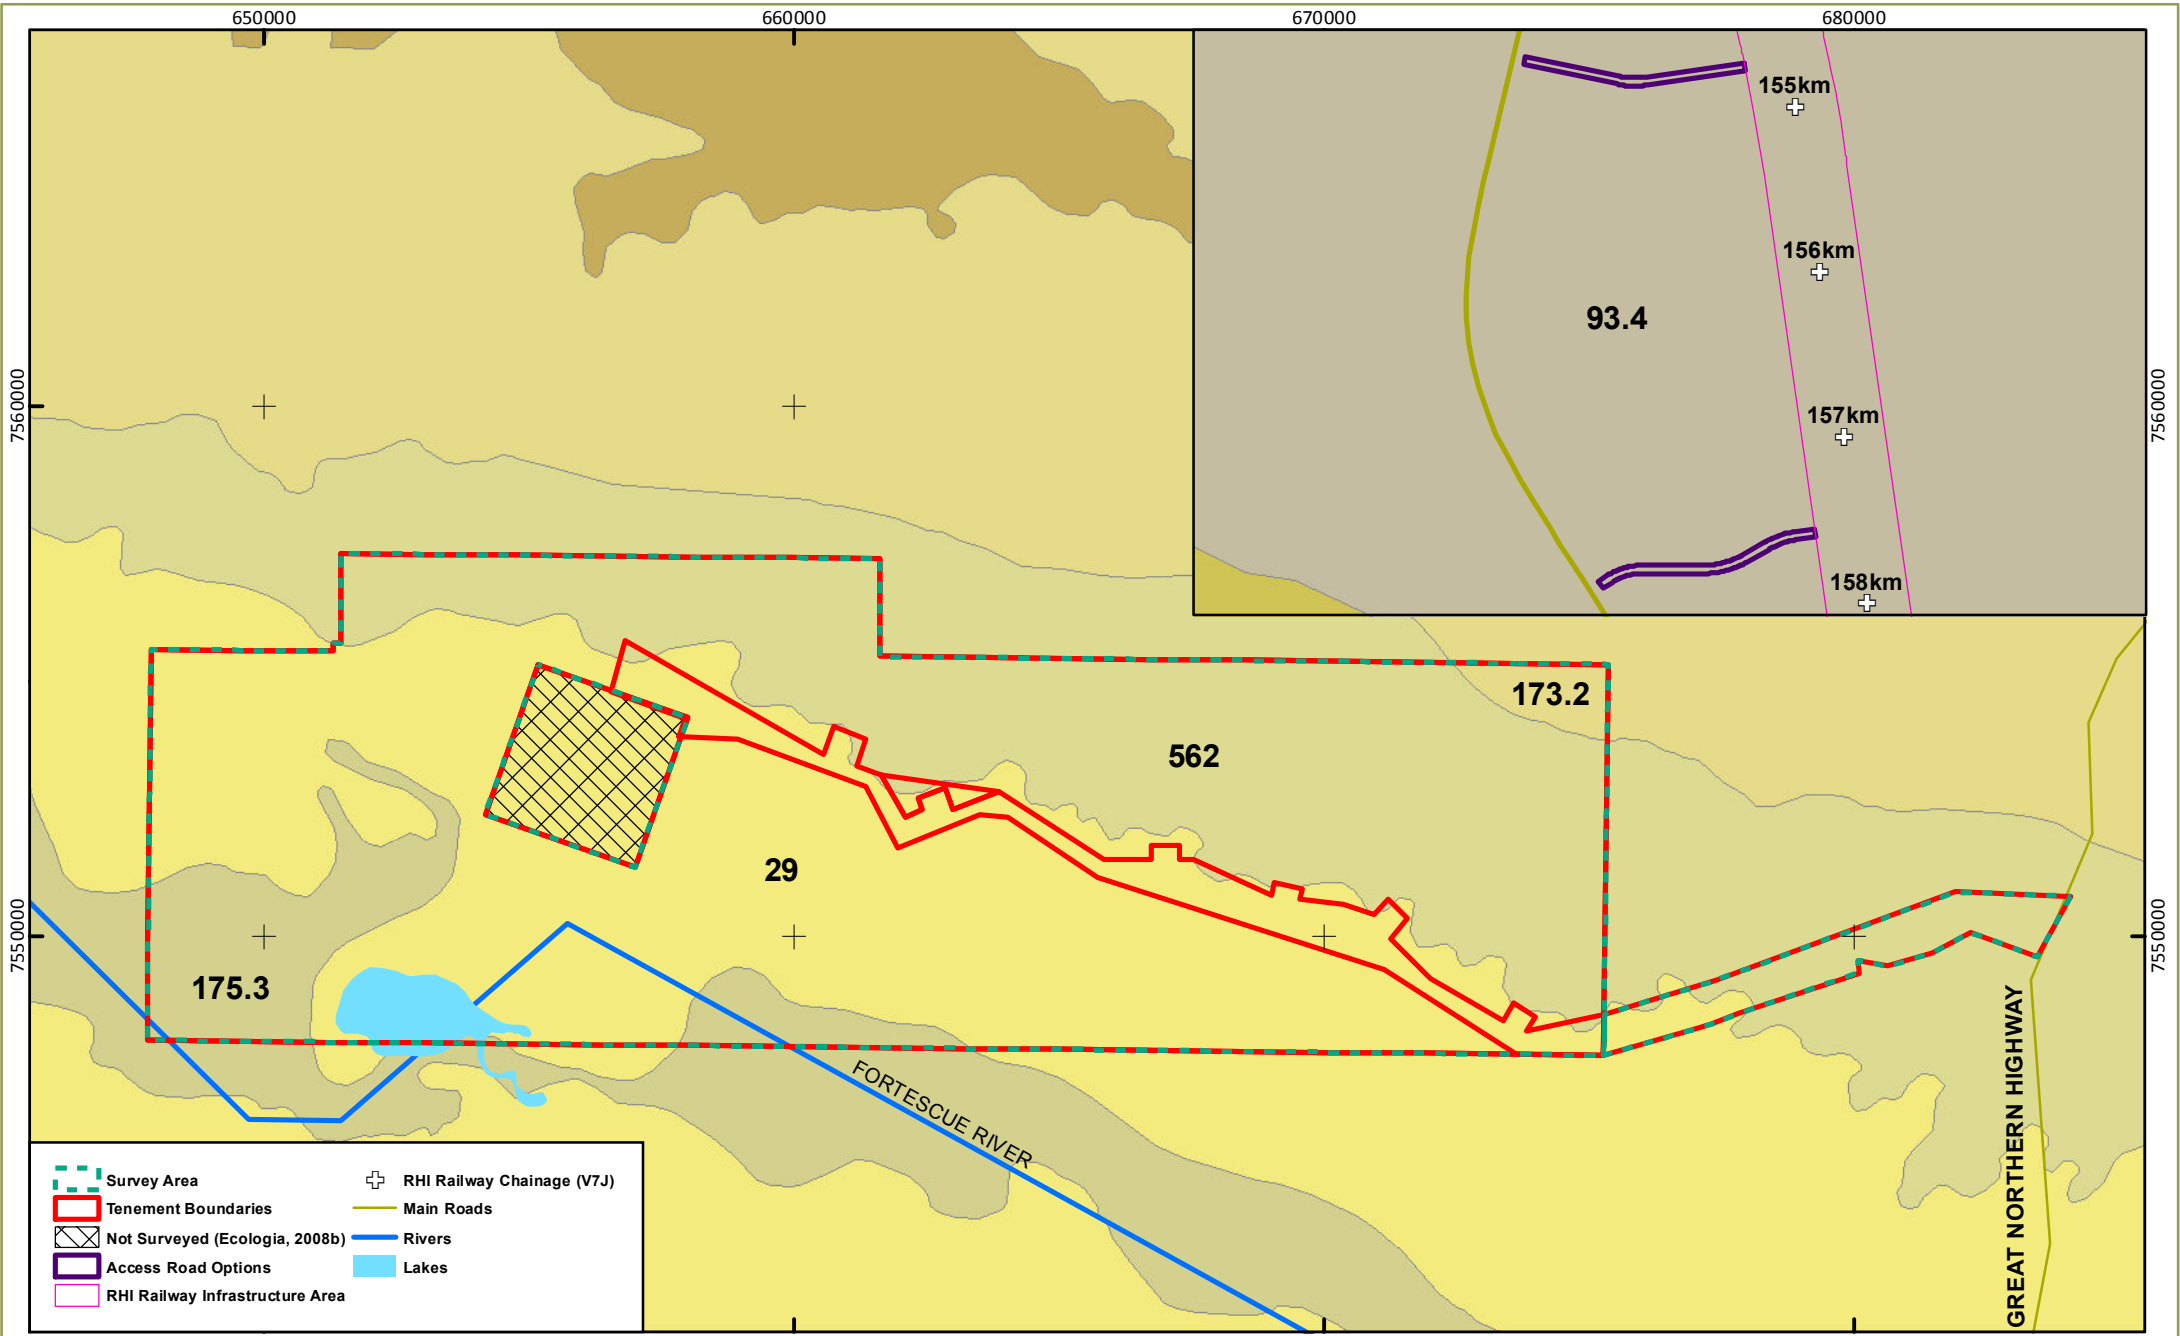 650000
660000
670000
680000
155km
156km
93.4
157km
158km
7560000
7560000
173.2
562
29
7550000
7550000
175.3
FORTESCUE RIVER
GREAT NORTHERN HIGHWAY
Survey Area
Tenement Boundaries
Not Surveyed (Ecologia, 2008b)
Access Road Options
RHI Railway Infrastructure Area
RHI Railway Chainage (V7J)
Main Roads
Rivers
Lakes